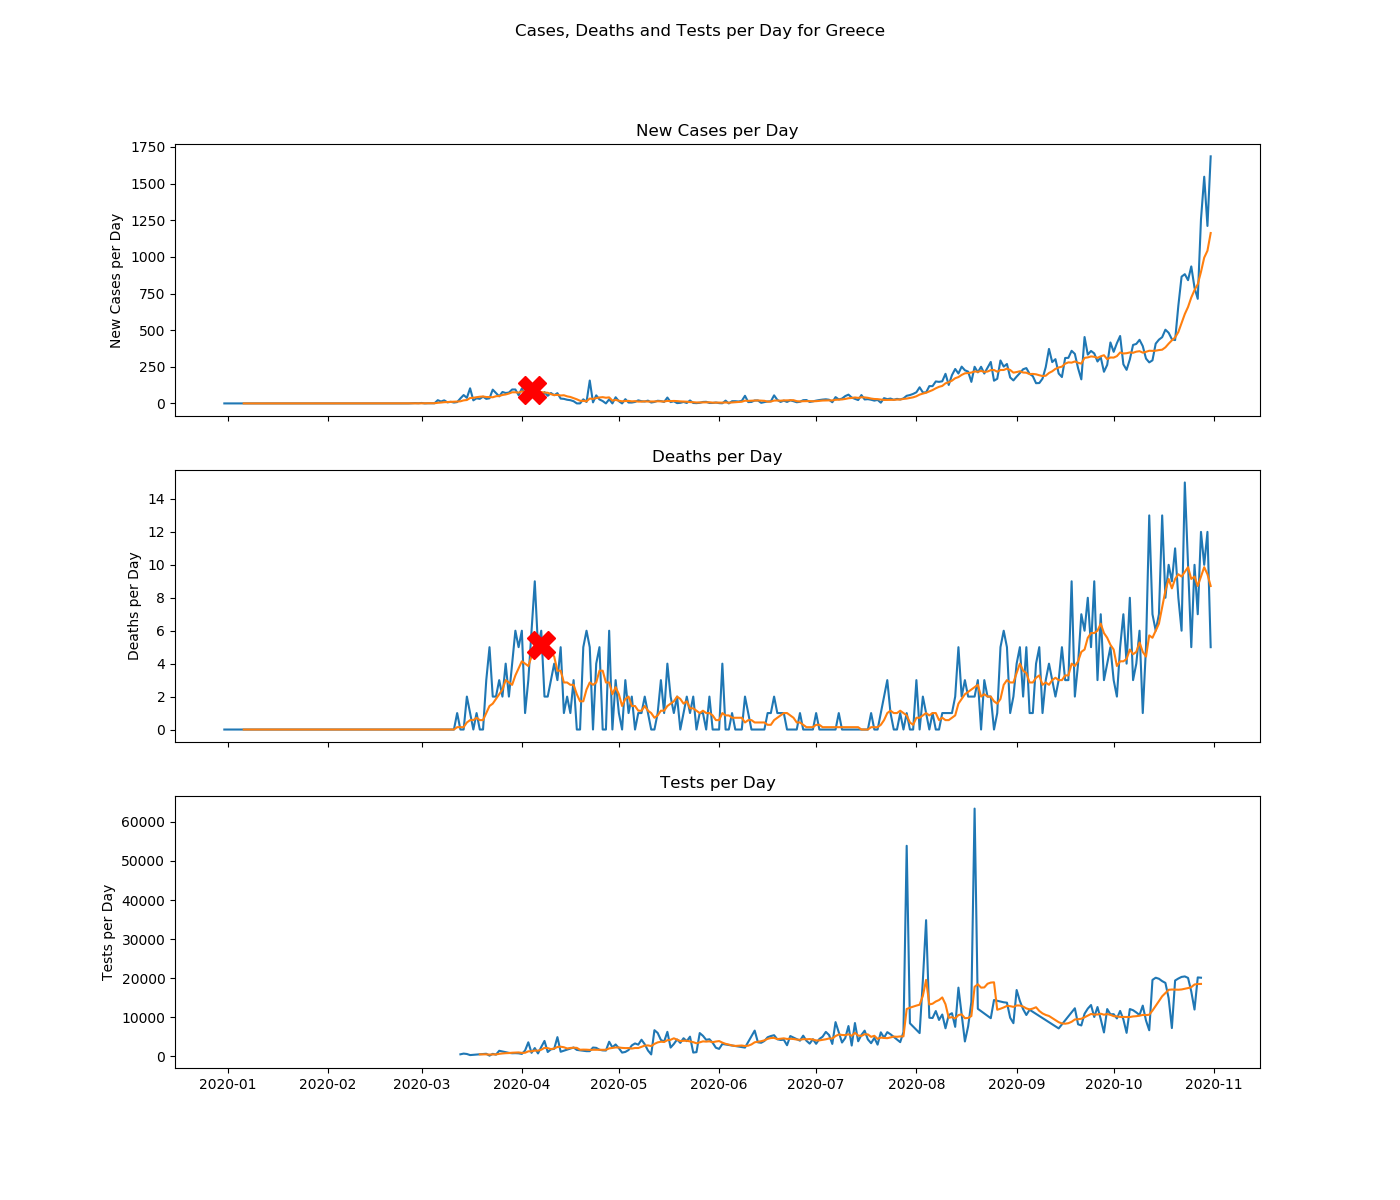 Cases, Deaths and Tests per Day for Greece
New Cases per Day
New Cases per Day
1750
1500
1250
1000
750
500
250
0
Deaths per Day
Deaths per Day
14
12
10
8
6
4
2
0
Tests per Day
Tests per Day
60000
50000
40000
30000
20000
10000
0
2020-01 2020-02 2020-03 2020-04 2020-05 2020-06 2020-07 2020-08 2020-09 2020-10 2020-11